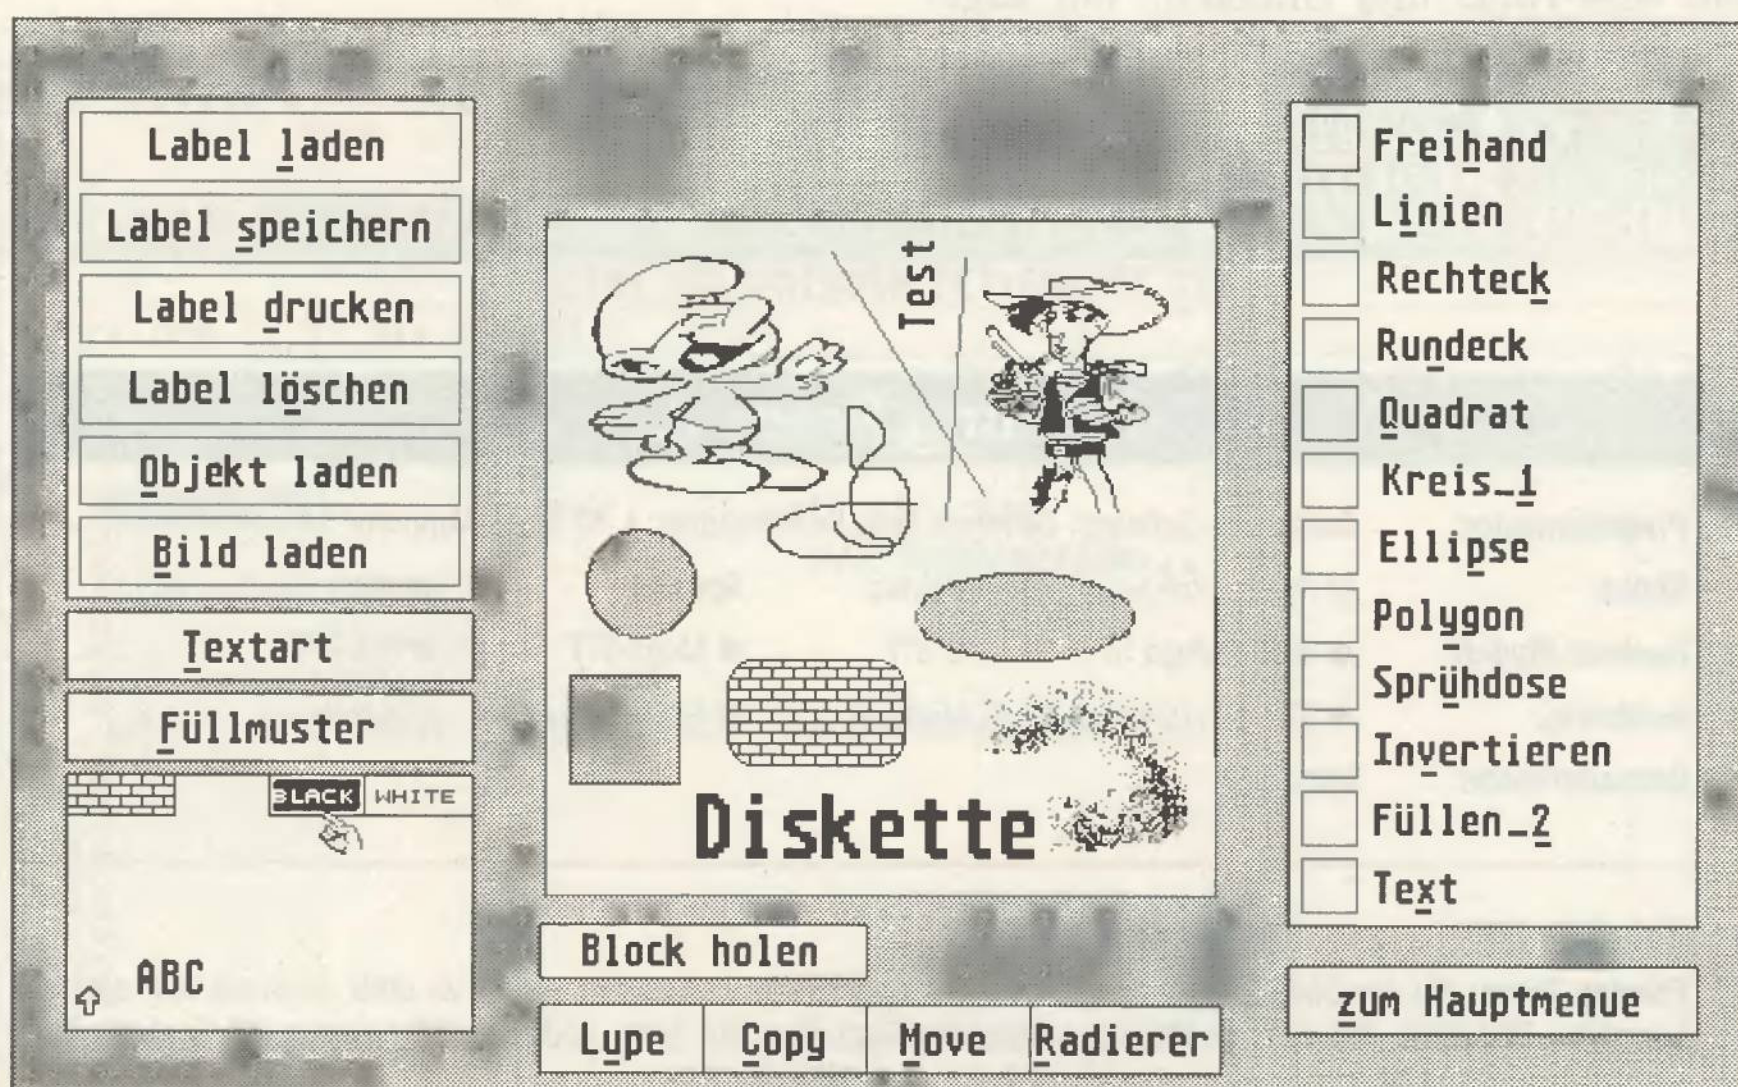 Label laden
Label speichern
Label drucken
Label löschen
Objekt laden
Bild laden
Textart
Füllmuster
BLACK WHITE
ABC
Test
Diskette
Block holen
Lype Copy Move Radierer
Freihand
Linien
Rechteck
Rundeck
Quadrat
Kreis_1
Ellipse
Polygon
Sprühdose
Invertieren
Füllen_2
Text
zum Hauptmenue